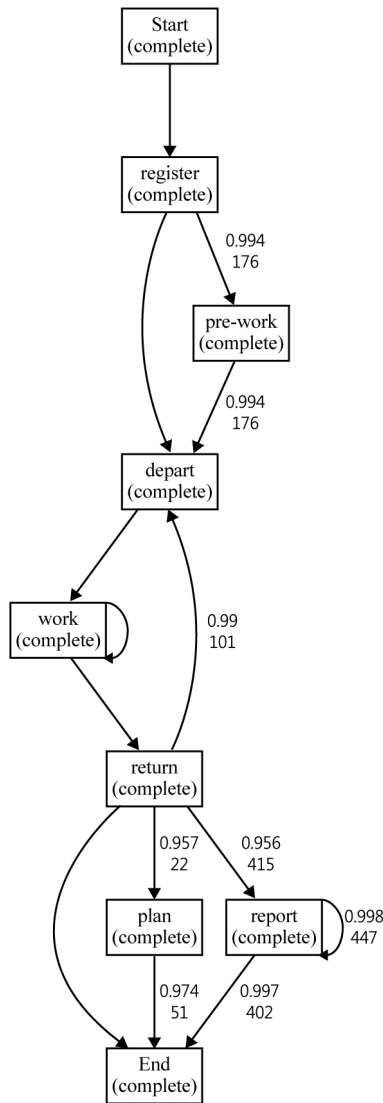 Start
(complete)
register
(complete)
0.994
176
pre-work
(complete)
0.994
176
depart
(complete)
work
(complete)
0.99
101
return
(complete)
0.957
22
0.956
415
plan
(complete)
report
(complete)
0.998
447
0.974
51
0.997
402
End
(complete)